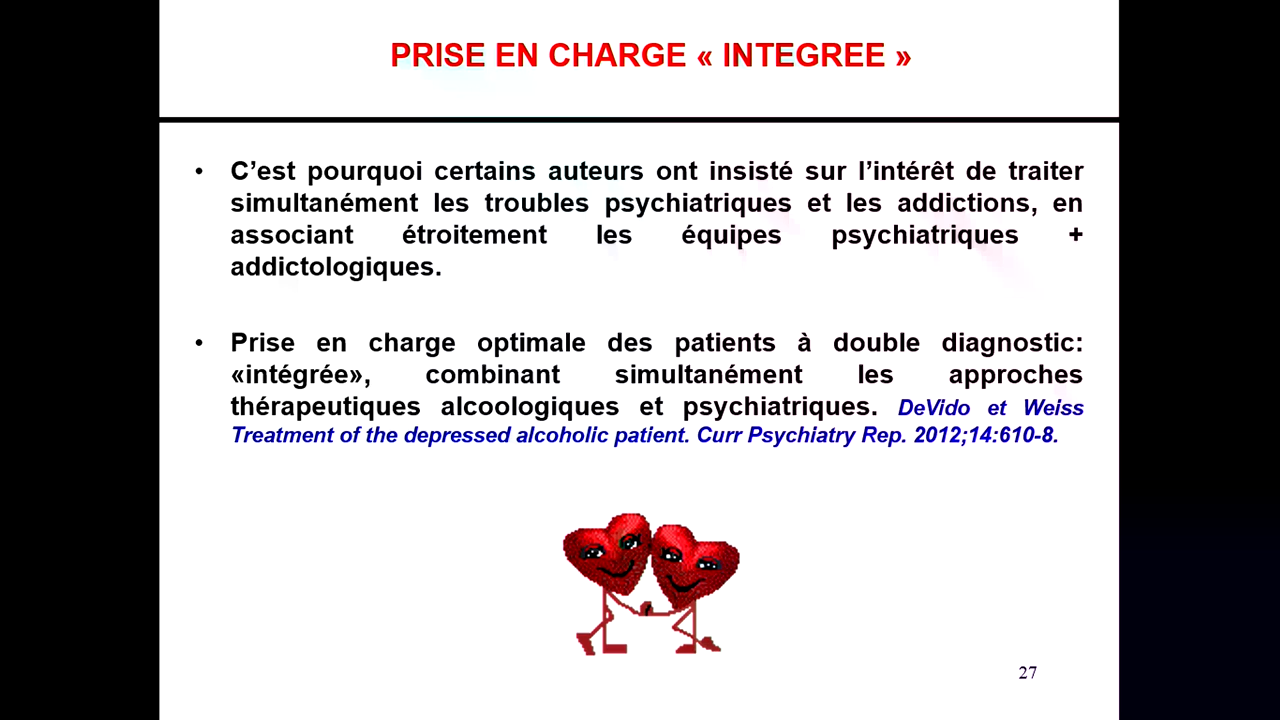 PRISE EN CHARGE « INTEGREE »
• C’est pourquoi certains auteurs ont insisté sur l’intérêt de traiter
simultanément les troubles psychiatriques et les addictions, en
associant étroitement les équipes psychiatriques +
addictologiques.
• Prise en charge optimale des patients à double diagnostic:
«intégrée», combinant simultanément les approches
thérapeutiques alcoologiques et psychiatriques. DeVido et Weiss
Treatment of the depressed alcoholic patient. Curr Psychiatry Rep. 2012;14:610-8.
27